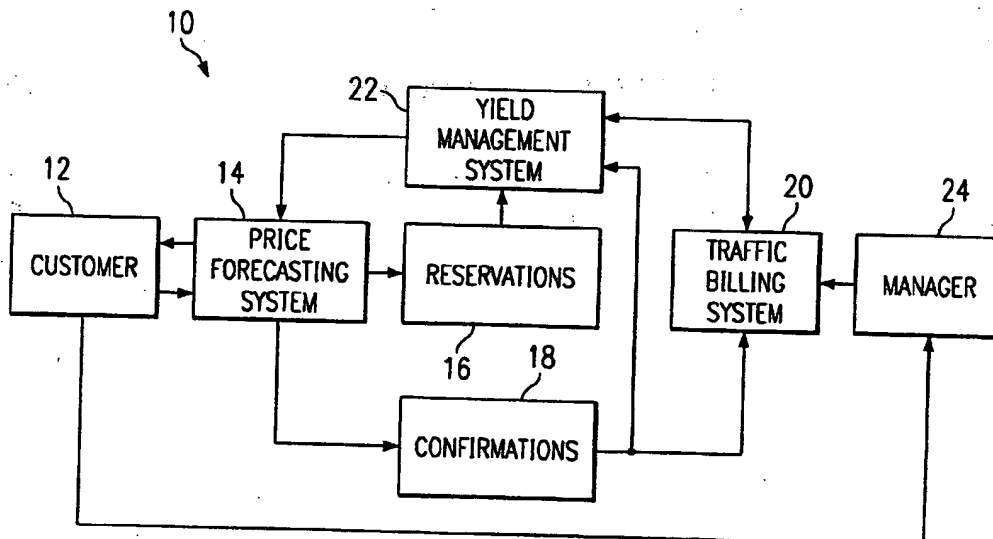 10
22
YIELD
MANAGEMENT
SYSTEM
12
CUSTOMER
14
PRICE
FORECASTING
SYSTEM
RESERVATIONS
16
20
TRAFFIC
BILLING
SYSTEM
24
MANAGER
18
CONFIRMATIONS